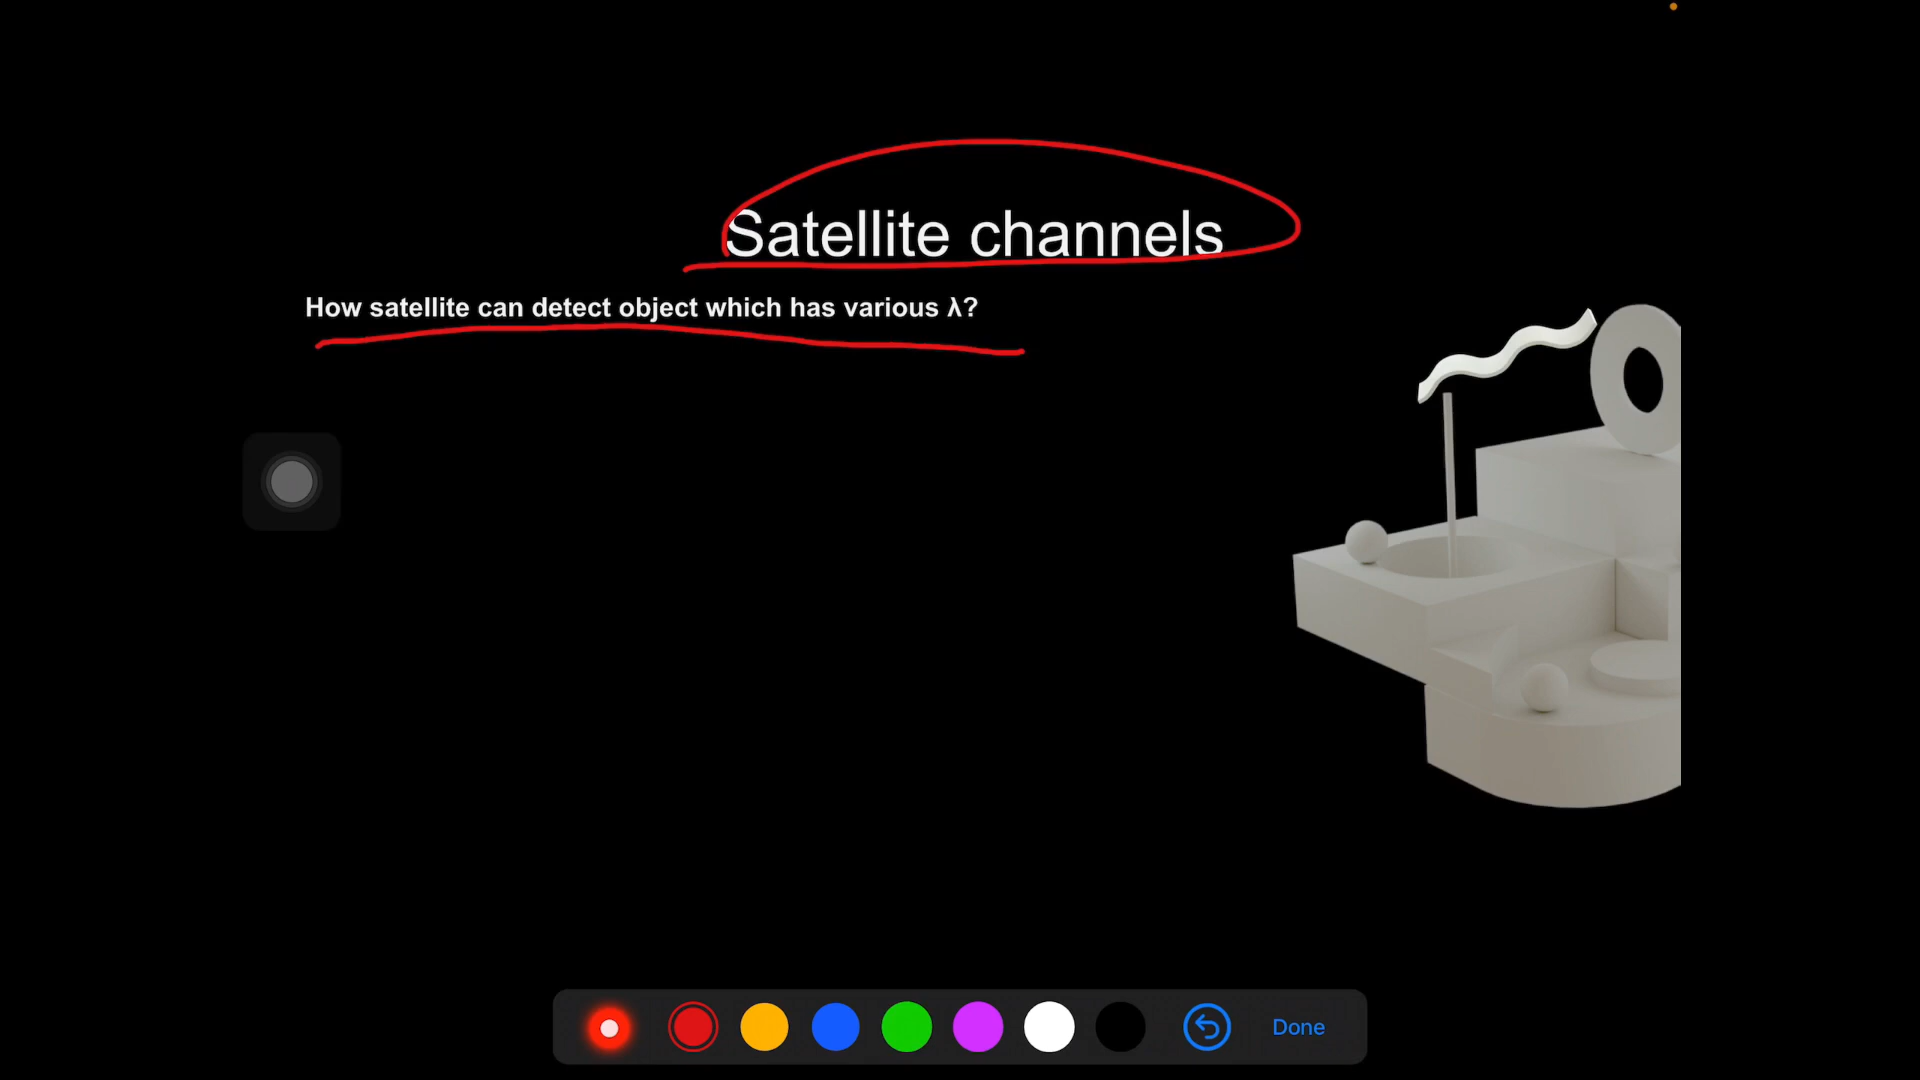 Satellite channels
How satellite can detect object which has various λ?
Done